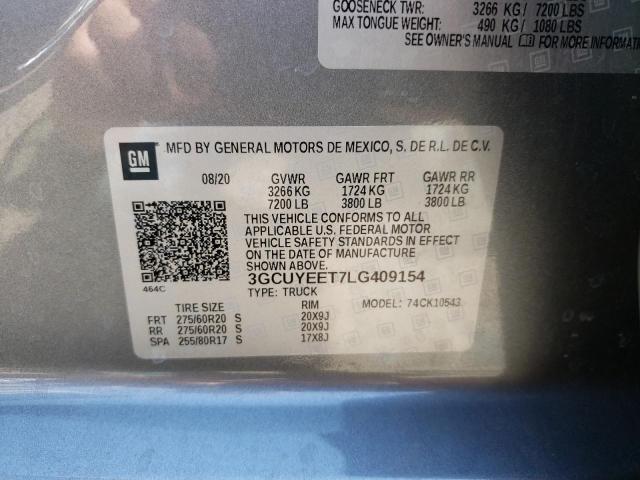 GOOSENECK TWR: 3266 KG/ 7200 LBS
MAX TONGUE WEIGHT: 490 KG/ 1080 LBS
SEE OWNER'S MANUAL FOR MORE INFORMAT
GM
MFD BY GENERAL MOTORS DE MEXICO, S. DE R.L. DE C.V.
08/20 GVWR GAWR FRT GAWR RR
3266 KG 1724 KG 1724 KG
7200 LB 3800 LB 3800 LB
THIS VEHICLE CONFORMS TO ALL
APPLICABLE U.S. FEDERAL MOTOR
VEHICLE SAFETY STANDARDS IN EFFECT
ON THE DATE OF MANUFACTURE
SHOWN ABOVE.
3GCUYEET7LG409154
464C
TYPE: TRUCK MODEL: 74CK10543
TIRE SIZE RIM
FRT 275/60R20 S 20X9J
RR 275/60R20 S 20X9J
SPA 255/80R17 S 17X8J